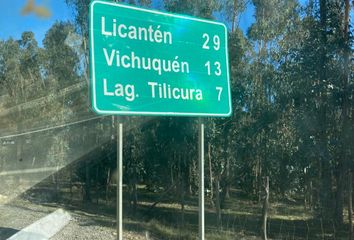 Licantén 29
Vichuquén 13
Lag. Tilicura 7